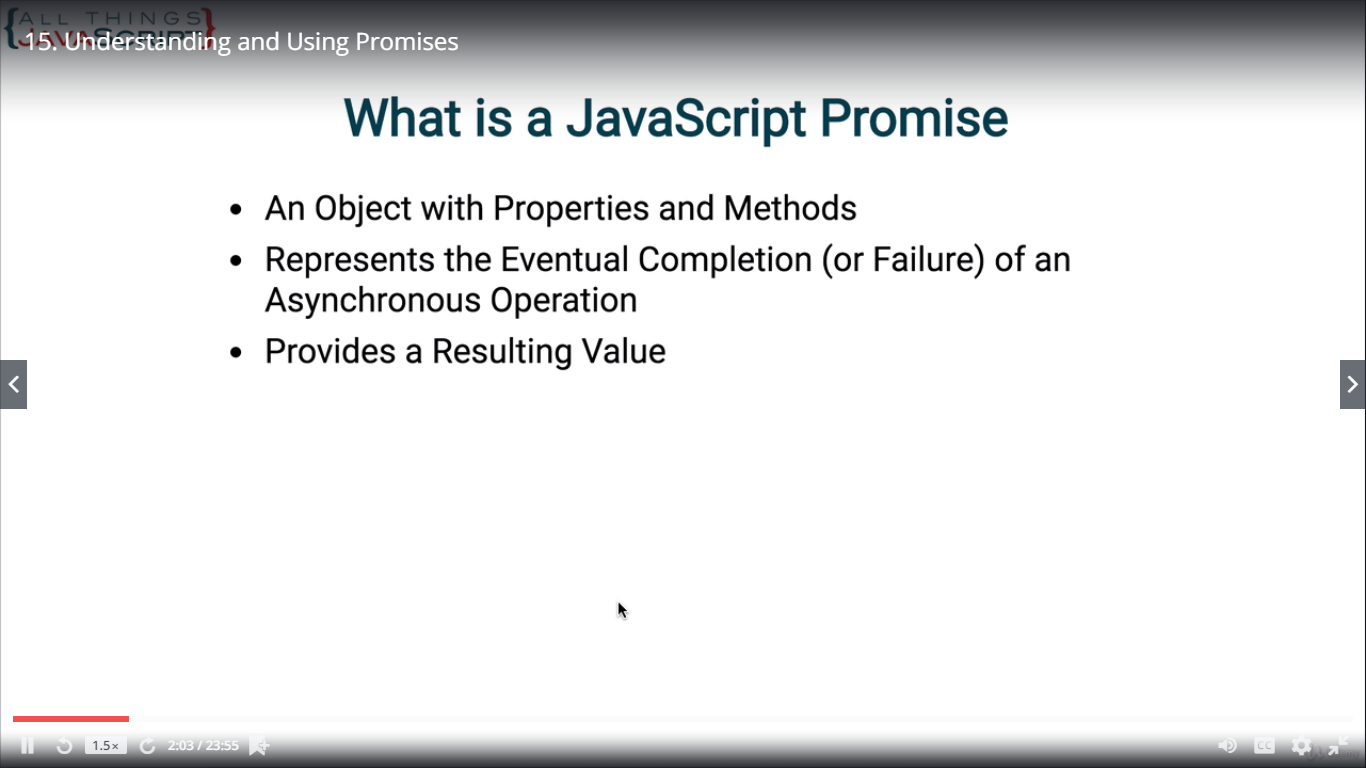 {ALL THINGS
JAVASCRIPT}
15. Understanding and Using Promises
What is a JavaScript Promise
• An Object with Properties and Methods
• Represents the Eventual Completion (or Failure) of an
Asynchronous Operation
• Provides a Resulting Value
1.5×
2:03 / 23:55
CC